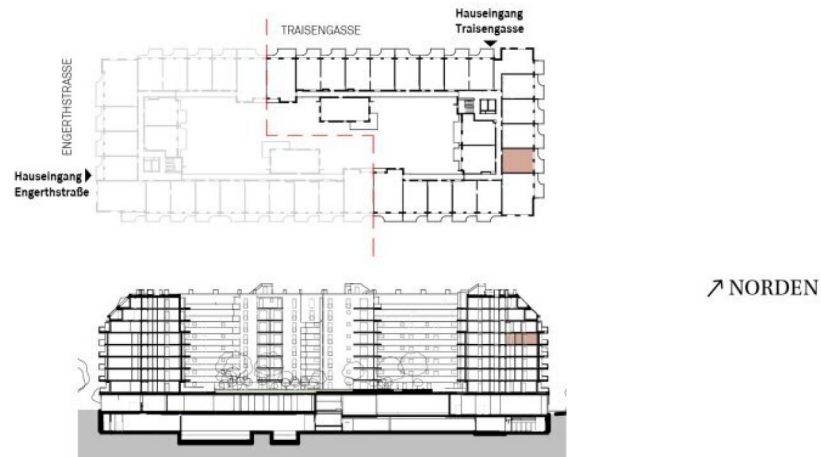 Hauseingang
Traisengasse
TRAISENGASSE
ENGERTHSTRASSE
Hauseingang
Engerthstraße
NORDEN